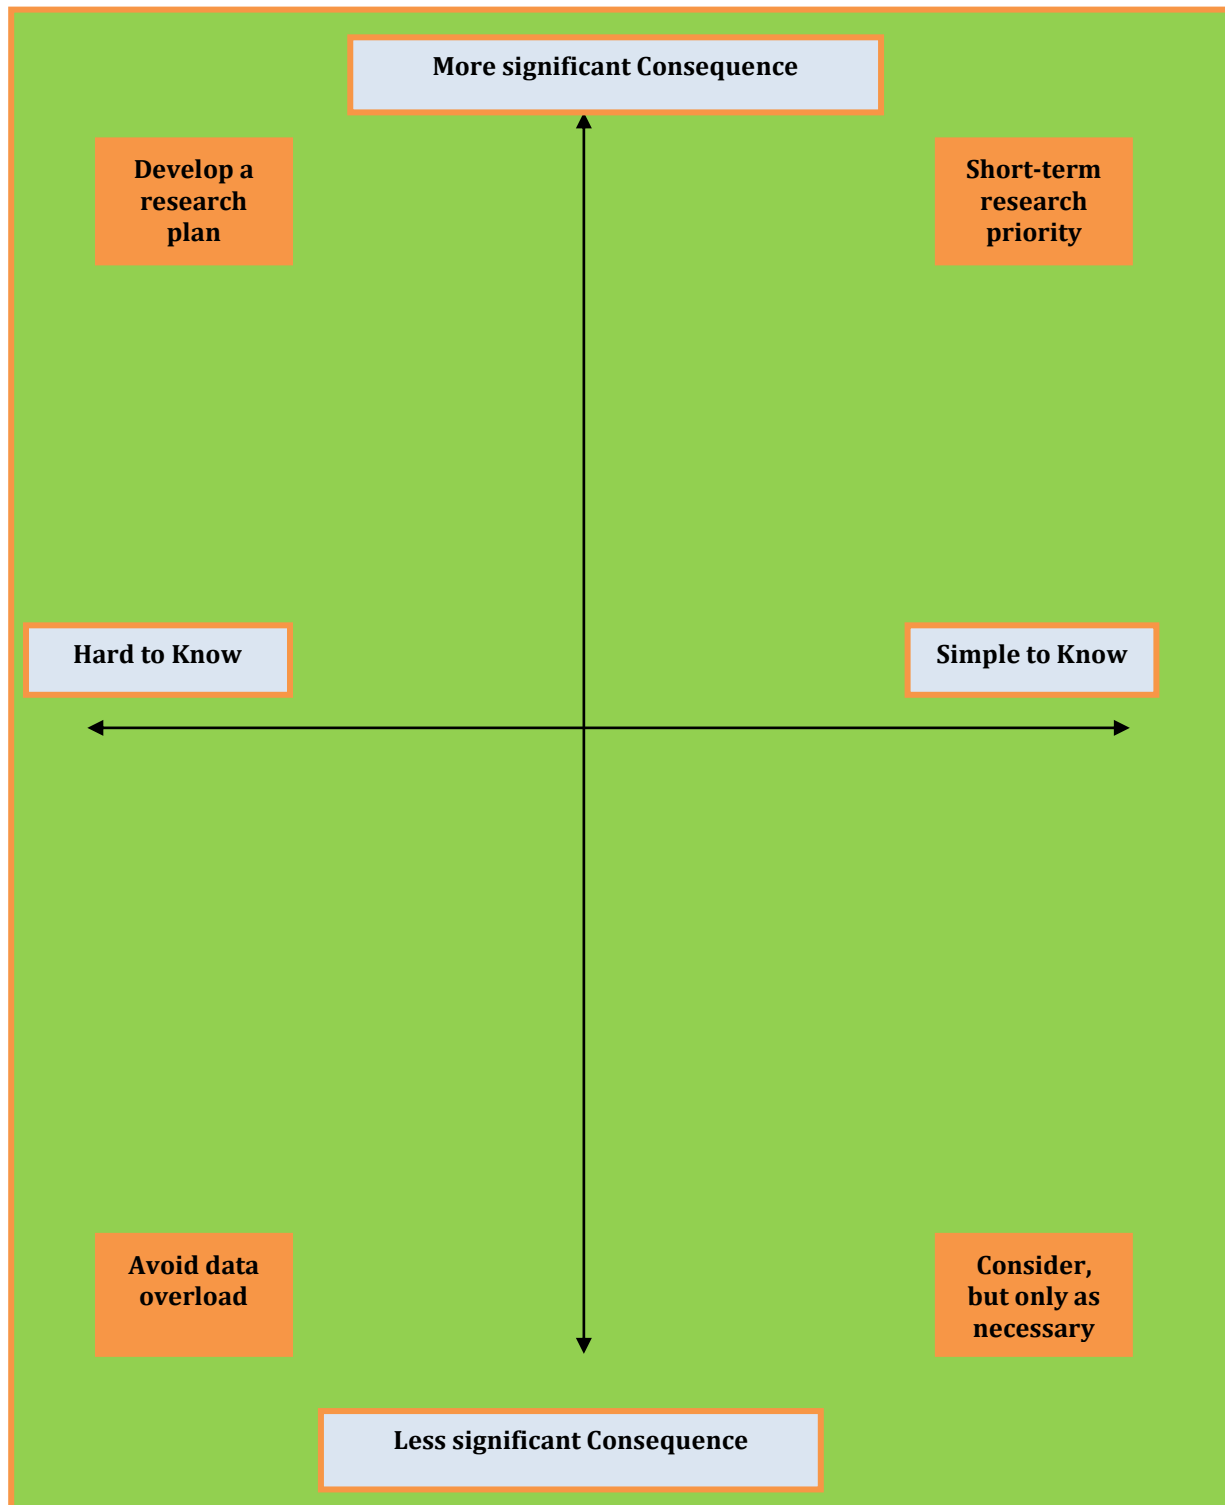 More significant Consequence
Develop a
research
plan
Short-term
research
priority
Hard to Know
Simple to Know
Avoid data
overload
Consider,
but only as
necessary
Less significant Consequence